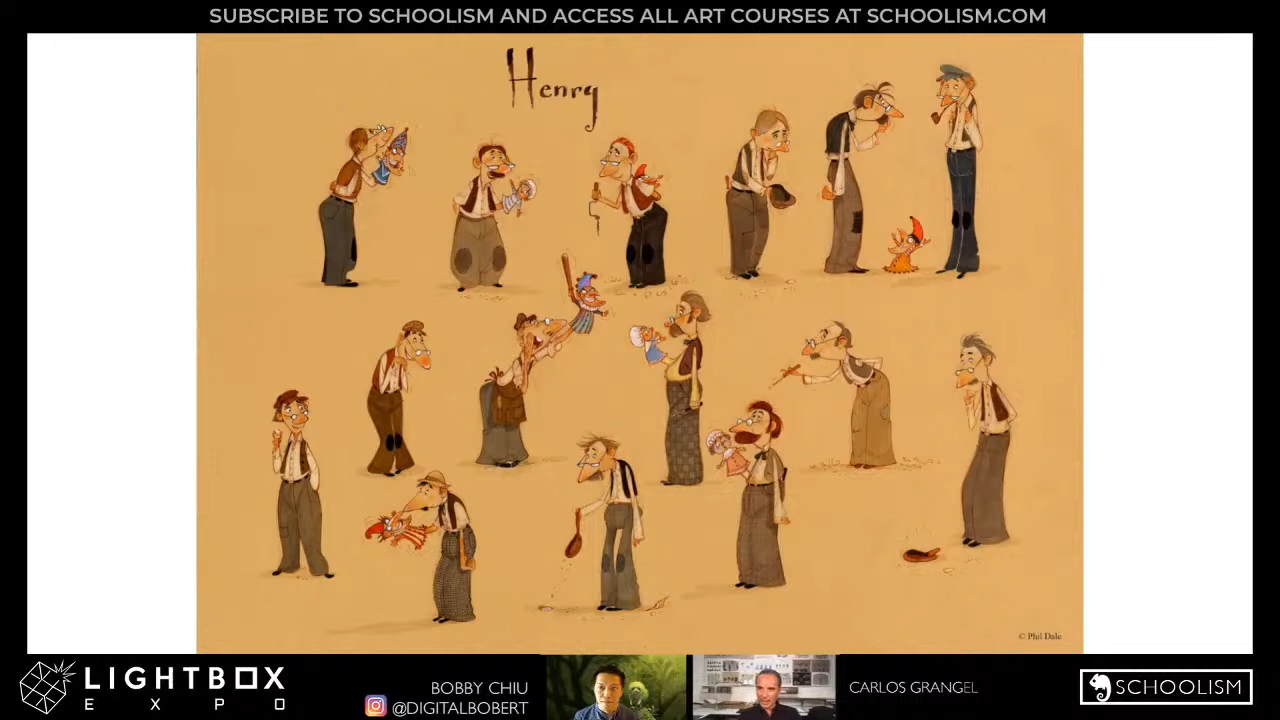 SUBSCRIBE TO SCHOOLISM AND ACCESS ALL ART COURSES AT SCHOOLISM.COM
Henry
© Phil Dale
LIGHTBOX
EXPO
BOBBY CHIU
@DIGITALBOBERT
CARLOS GRANGEL
SCHOOLISM